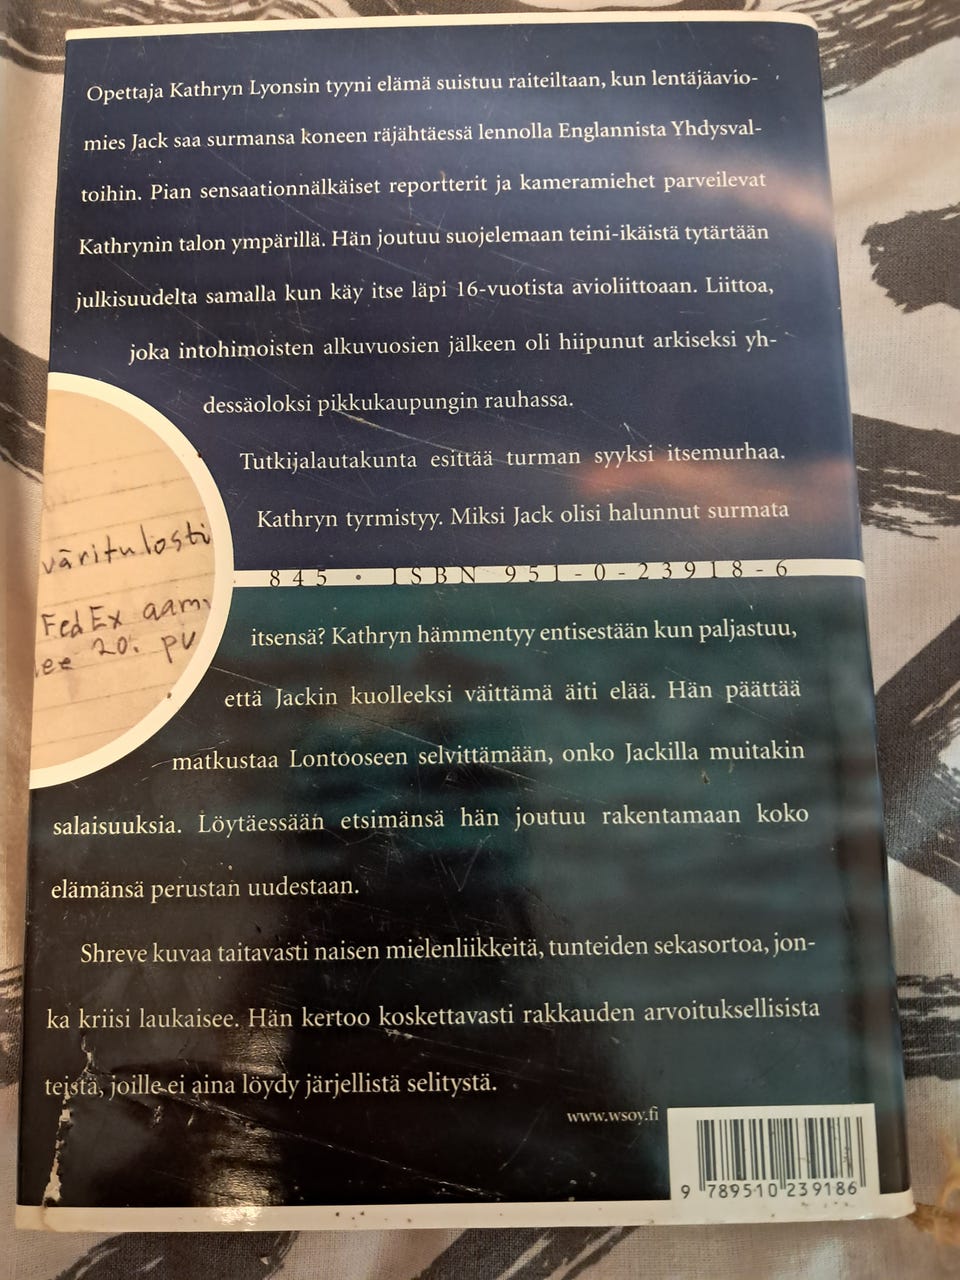 Opettaja Kathryn Lyonsin tyyni elämä suistuu raiteiltaan, kun lentäjäavio-
mies Jack saa surmansa koneen räjähtäessä lennolla Englannista Yhdysval-
toihin. Pian sensaationnälkäiset reportterit ja kameramiehet parveilevat
Kathrynin talon ympärillä. Hän joutuu suojelemaan teini-ikäistä tytärtään
julkisuudelta samalla kun käy itse läpi 16-vuotista avioliittoaan. Liittoa,
joka intohimoisten alkuvuosien jälkeen oli hiipunut arkiseksi yh-
dessäoloksi pikkukaupungin rauhassa.
Tutkijalautakunta esittää turman syyksi itsemurhaa.
Kathryn tyrmistyy. Miksi Jack olisi halunnut surmata
väritulosti
FedEx aam
ee 20. pv
845 • ISBN 951-0-23918-6
itsensä? Kathryn hämmentyy entisestään kun paljastuu,
että Jackin kuolleeksi väittämä äiti elää. Hän päättää
matkustaa Lontooseen selvittämään, onko Jackilla muitakin
salaisuuksia. Löytäessään etsimänsä hän joutuu rakentamaan koko
elämänsä perustan uudestaan.
Shreve kuvaa taitavasti naisen mielenliikkeitä, tunteiden sekasortoa, jon-
ka kriisi laukaisee. Hän kertoo koskettavasti rakkauden arvoituksellisista
teistä, joille ei aina löydy järjellistä selitystä.
www.wsoy.fi
9 789510 239186